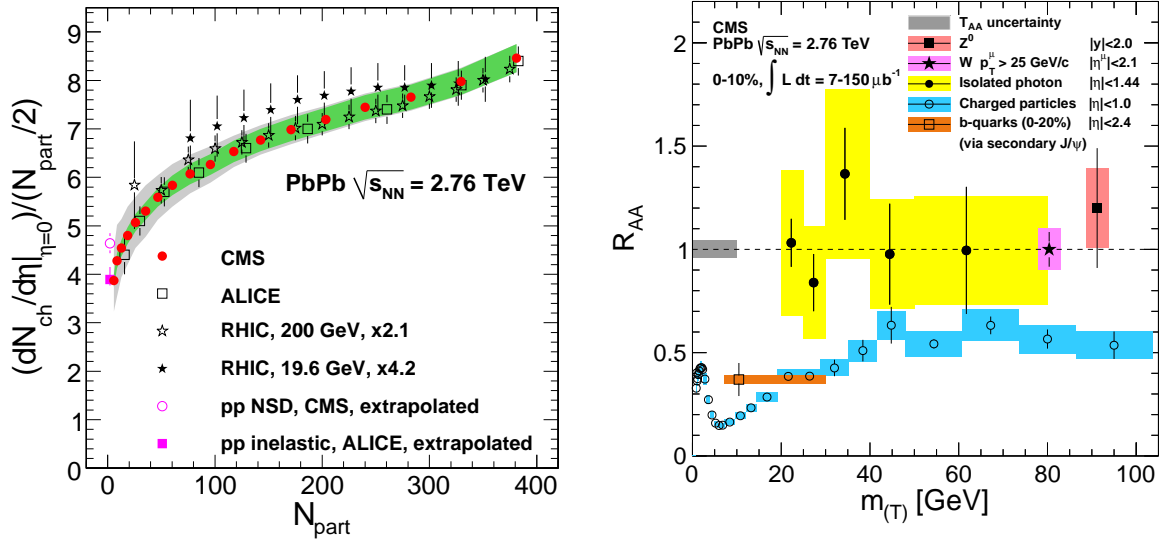 (dN_ch/dη|_η=0)/(N_part/2)
9
8
7
6
5
4
3
2
1
0
PbPb √s_NN = 2.76 TeV
CMS
ALICE
RHIC, 200 GeV, x2.1
RHIC, 19.6 GeV, x4.2
pp NSD, CMS, extrapolated
pp inelastic, ALICE, extrapolated
0 100 200 300 400
N_part
R_AA
2
1.5
1
0.5
0
CMS
PbPb √s_NN = 2.76 TeV
0-10%, ∫ L dt = 7-150 μb⁻¹
T_AA uncertainty
Z⁰ |y|<2.0
W p_T^μ > 25 GeV/c |η^μ|<2.1
Isolated photon |η|<1.44
Charged particles |η|<1.0
b-quarks (0-20%) |η|<2.4
(via secondary J/ψ)
0 20 40 60 80 100
m_(T) [GeV]